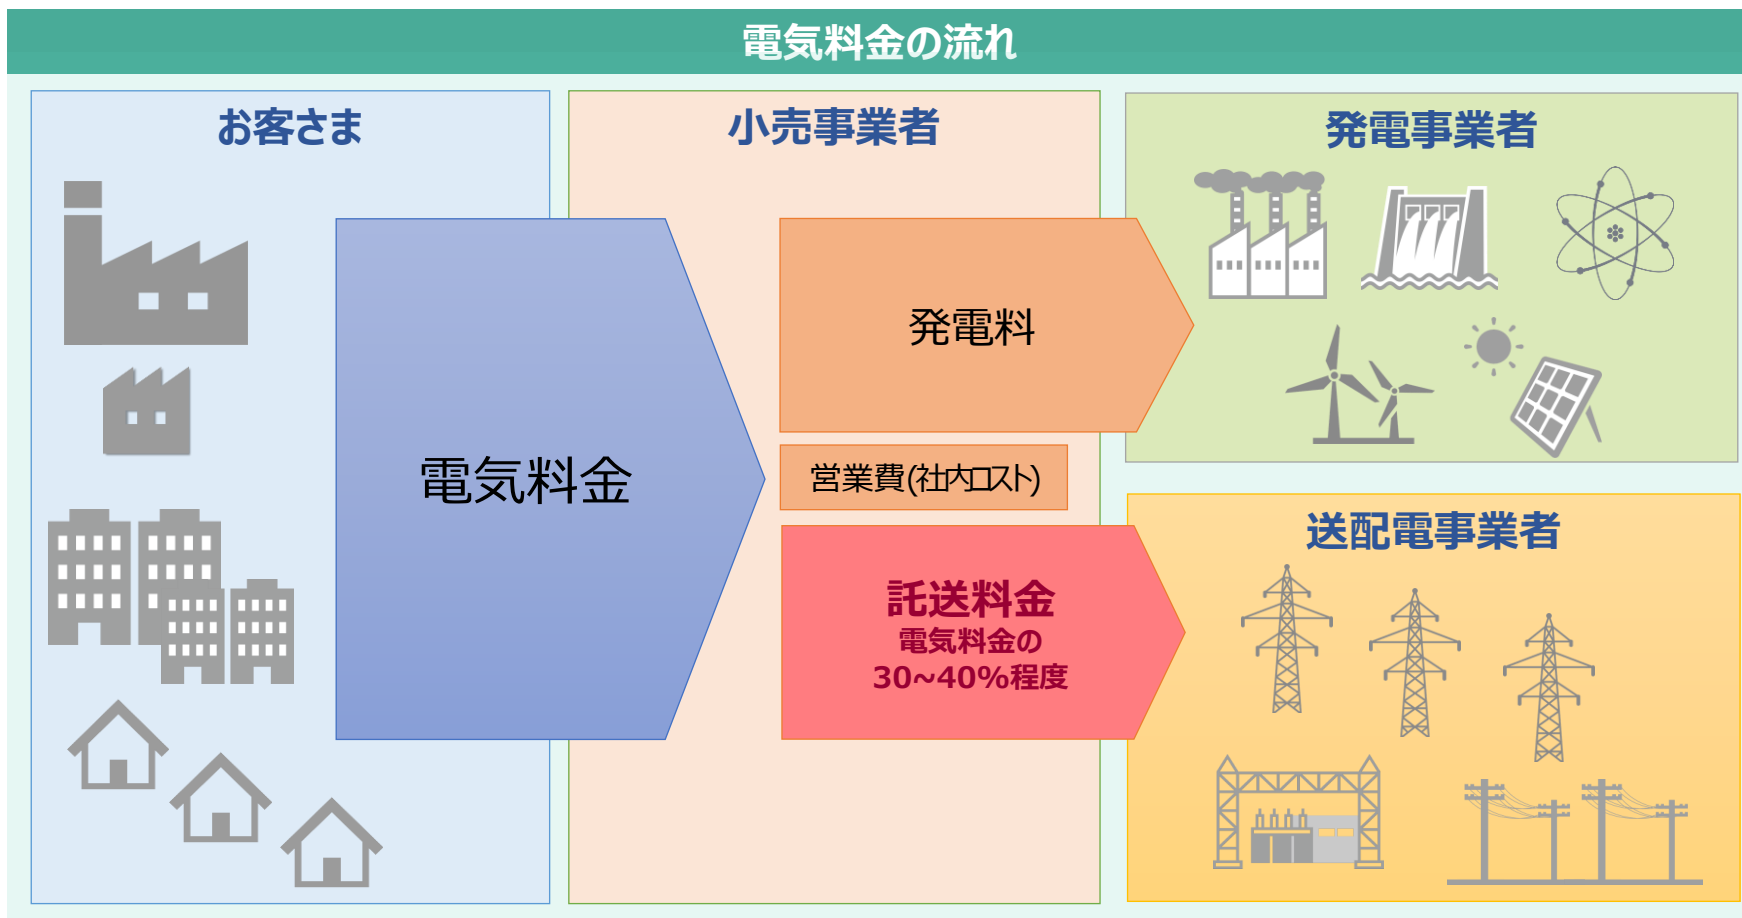 電気料金の流れ
お客さま
小売事業者
発電事業者
電気料金
発電料
営業費(社内コスト)
託送料金
電気料金の
30~40%程度
送配電事業者